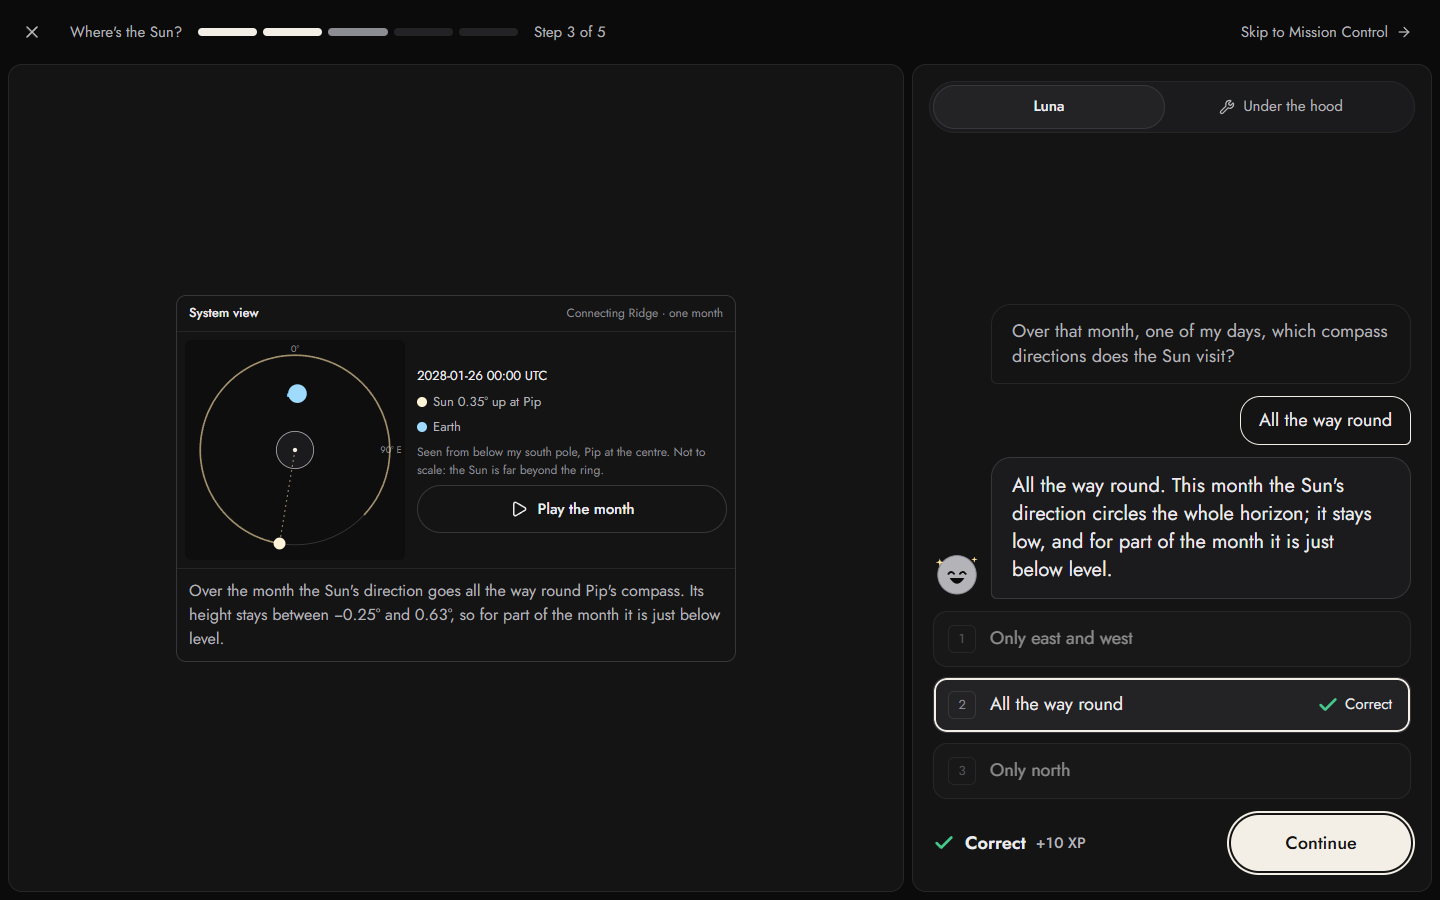 Where's the Sun?
Step 3 of 5
Skip to Mission Control
System view
Connecting Ridge · one month
0°
90° E
2028-01-26 00:00 UTC
Sun 0.35° up at Pip
Earth
Seen from below my south pole, Pip at the centre. Not to
scale: the Sun is far beyond the ring.
Play the month
Over the month the Sun's direction goes all the way round Pip's compass. Its
height stays between −0.25° and 0.63°, so for part of the month it is just below
level.
Luna
Under the hood
Over that month, one of my days, which compass
directions does the Sun visit?
All the way round
All the way round. This month the Sun's
direction circles the whole horizon; it stays
low, and for part of the month it is just
below level.
1 Only east and west
2 All the way round Correct
3 Only north
Correct +10 XP
Continue